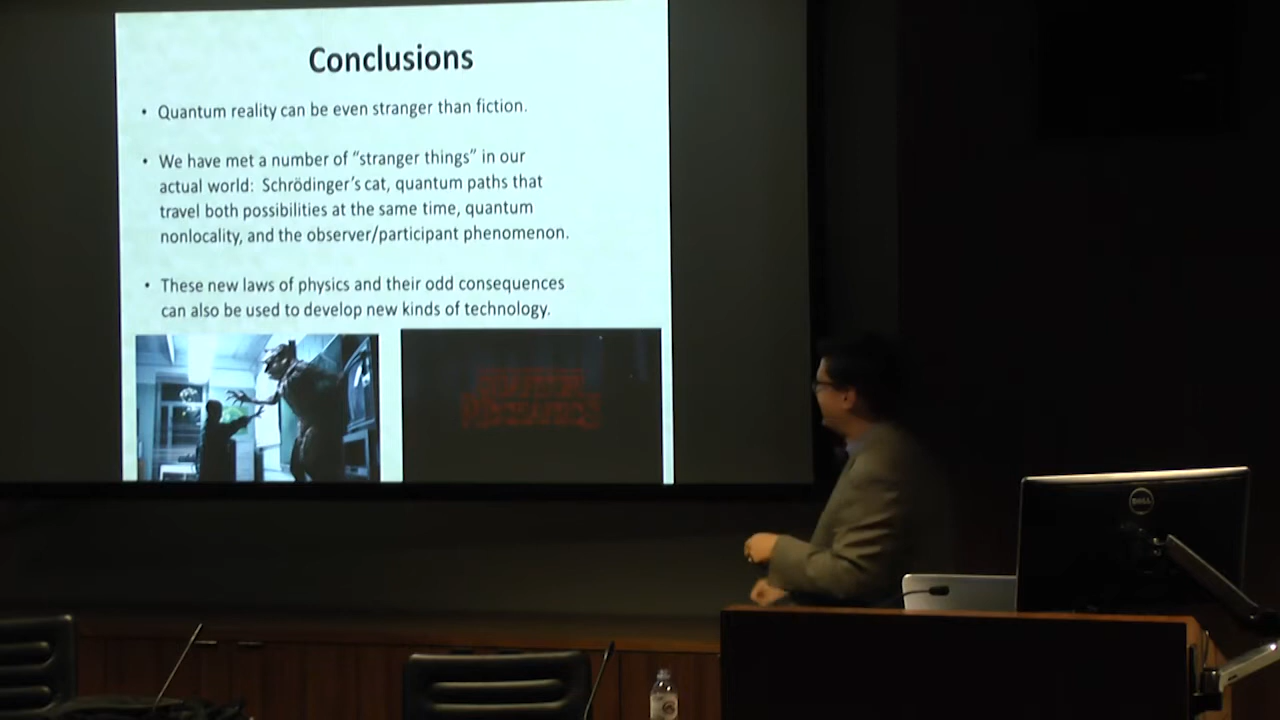 Conclusions
• Quantum reality can be even stranger than fiction.
• We have met a number of “stranger things” in our
actual world: Schrödinger’s cat, quantum paths that
travel both possibilities at the same time, quantum
nonlocality, and the observer/participant phenomenon.
• These new laws of physics and their odd consequences
can also be used to develop new kinds of technology.
DELL